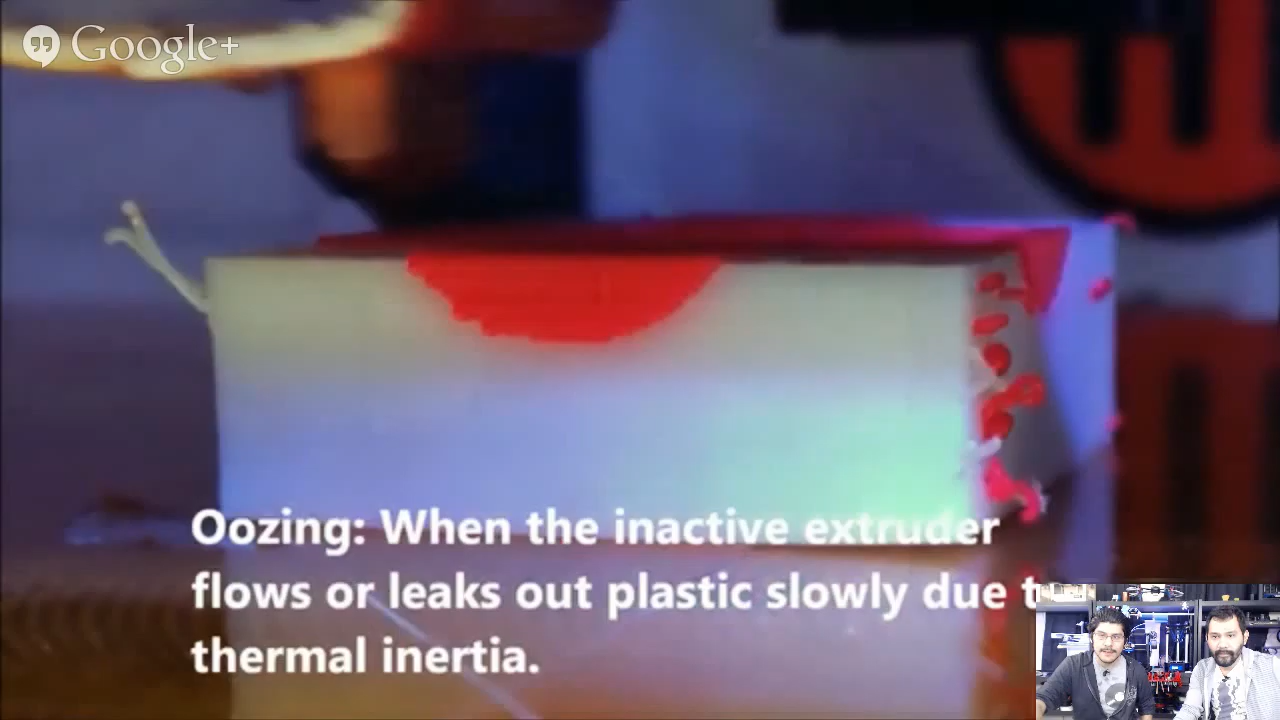 Google+
Oozing: When the inactive extruder
flows or leaks out plastic slowly due
thermal inertia.